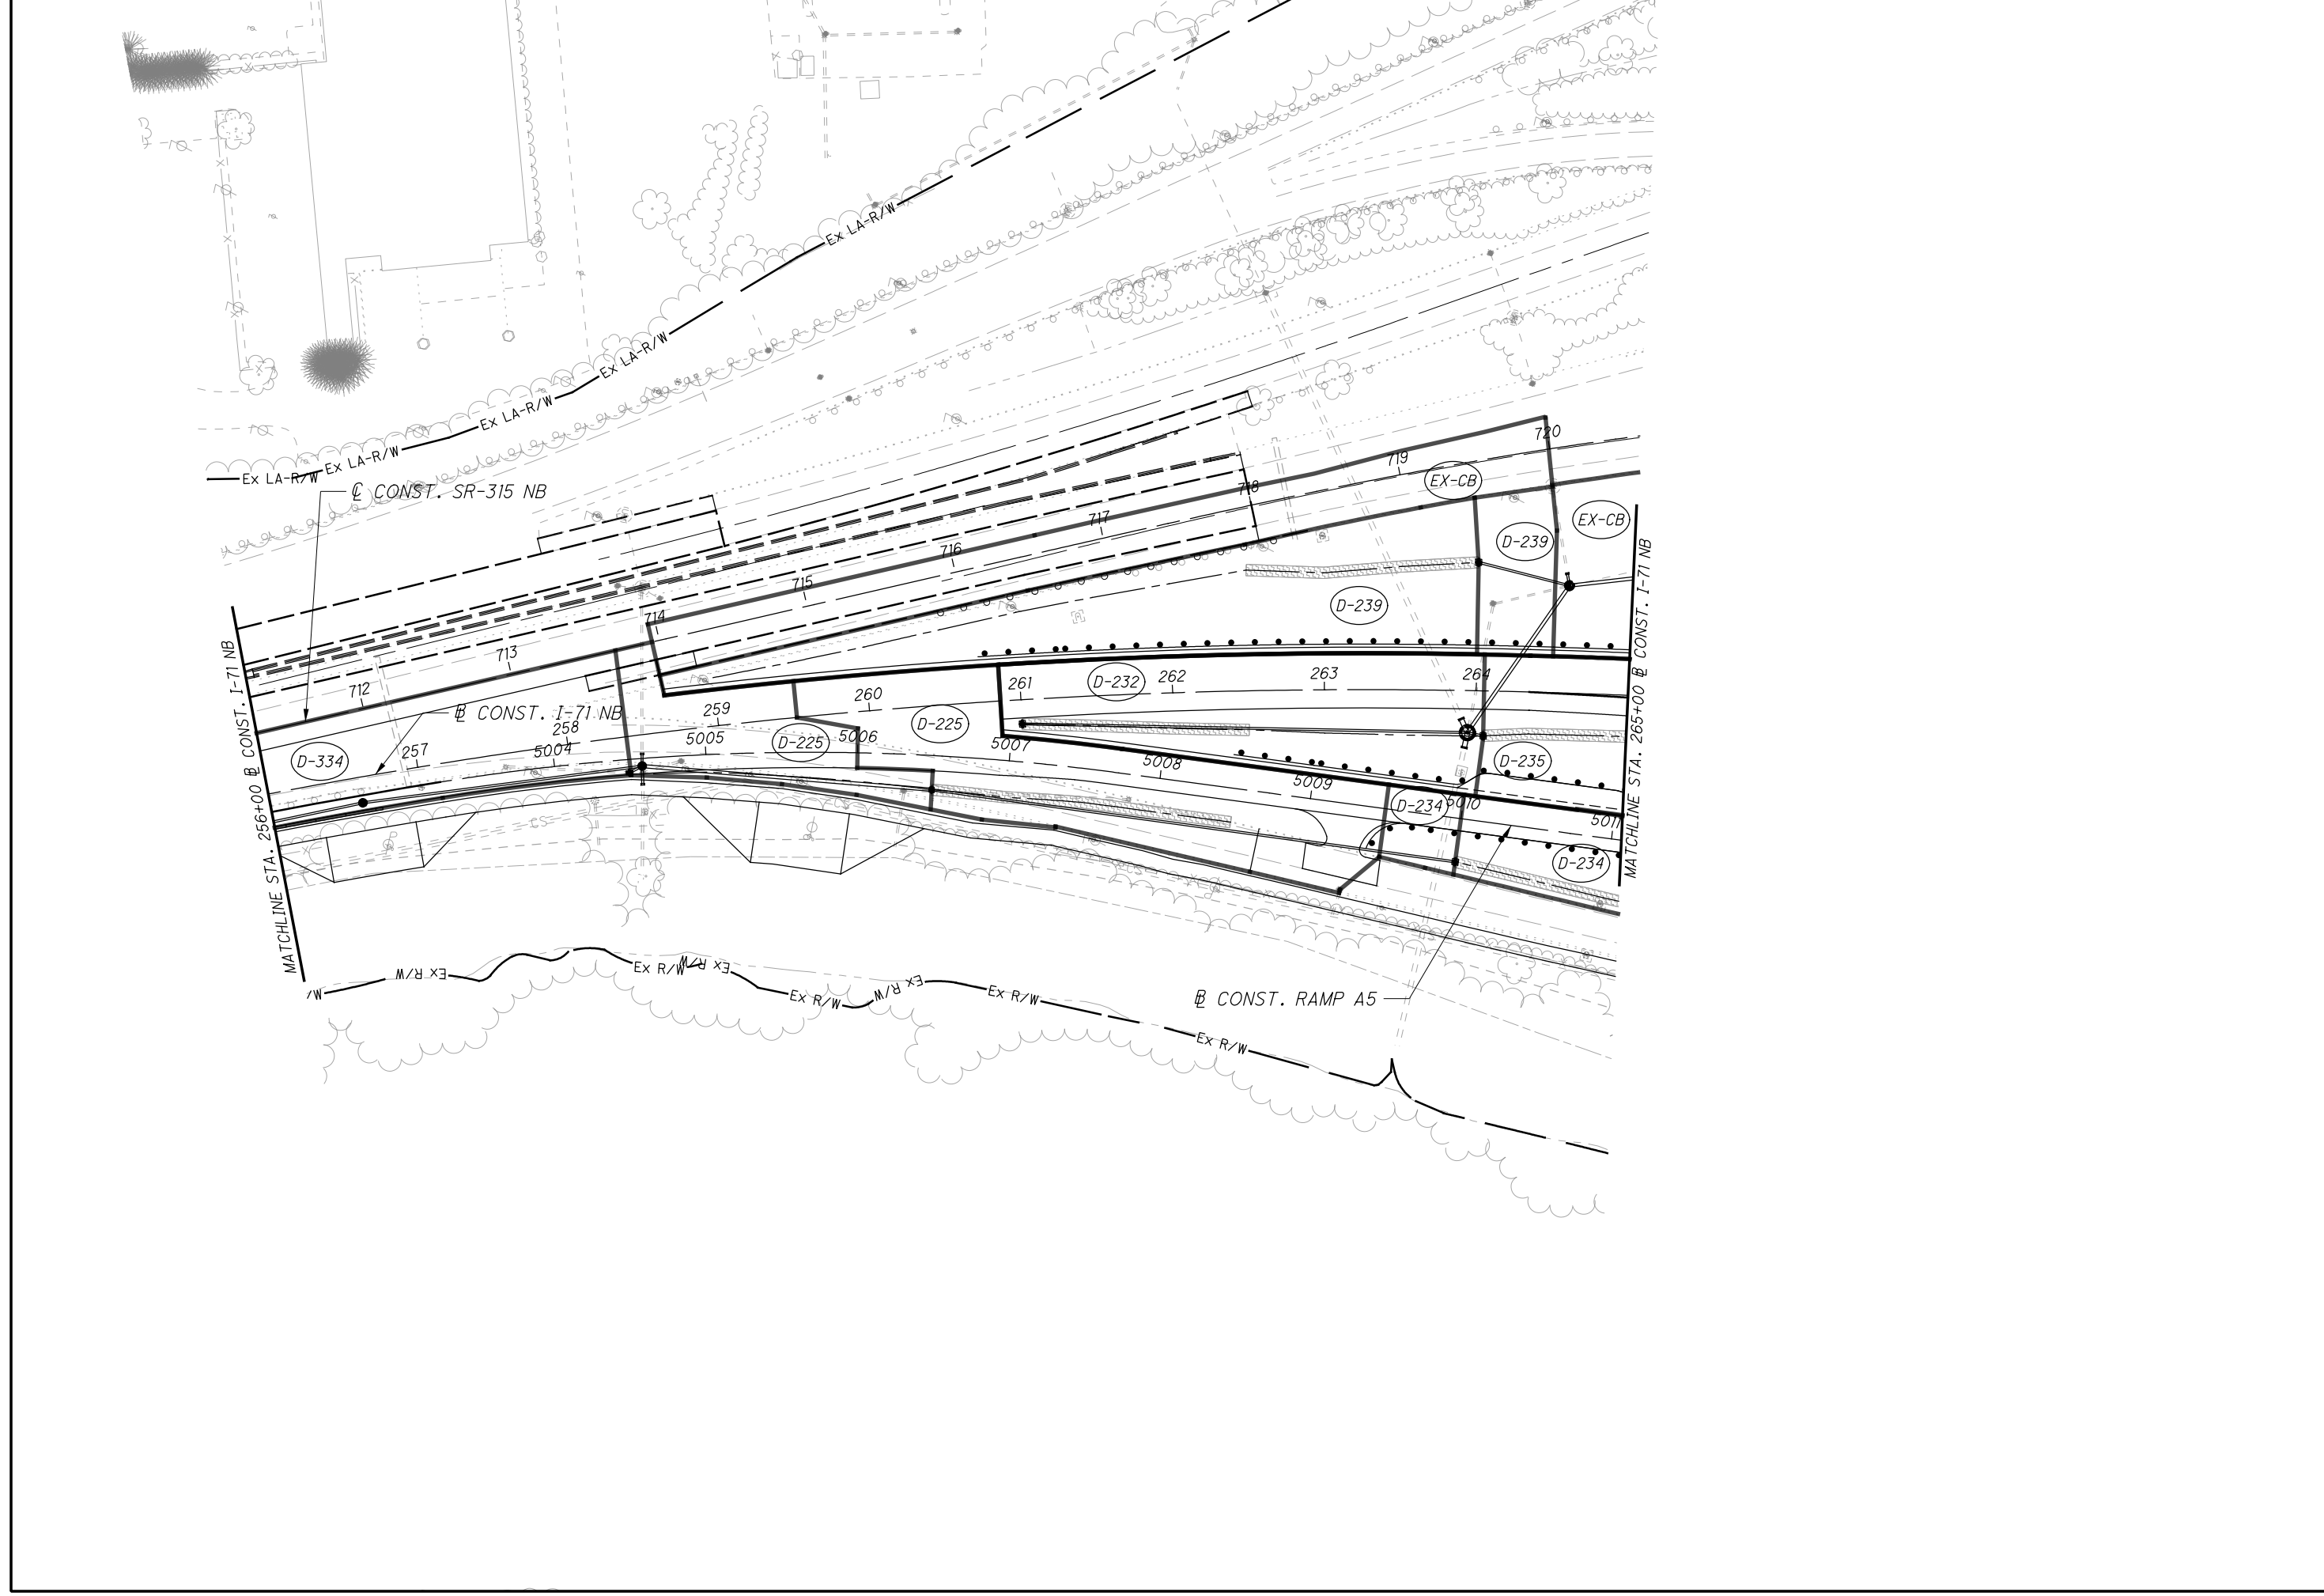 Ex LA-R/W
Ex LA-R/W
Ex LA-R/W
Ex LA-R/W
Ex LA-R/W
℄ CONST. SR-315 NB
720
719
EX-CB
718
EX-CB
717
D-239
716
715
D-239
714
713
712
MATCHLINE STA. 256+00 ⅊ CONST. I-71 NB
MATCHLINE STA. 265+00 ⅊ CONST. I-71 NB
264
263
262
D-232
261
260
259
258
257
D-225
D-225
⅊ CONST. I-71 NB
D-334
5004
5005
5006
5007
5008
5009
5010
5011
D-235
D-234
D-234
/W
Ex R/W
Ex R/W
Ex R/W
Ex R/W
Ex R/W
Ex R/W
Ex R/W
⅊ CONST. RAMP A5